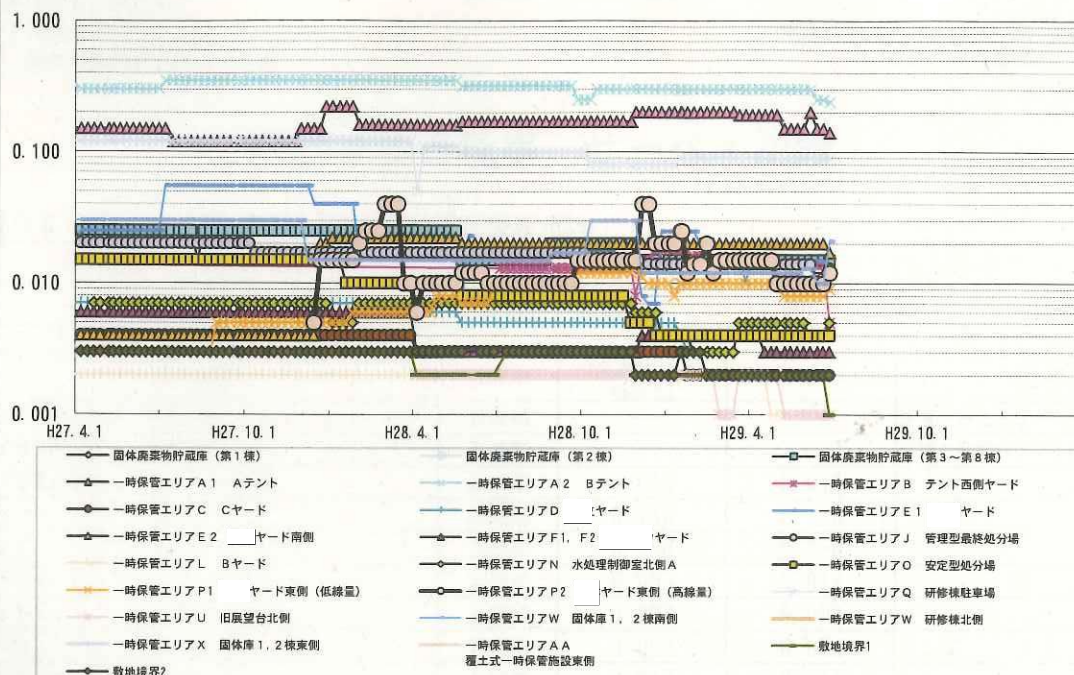 1.000
0.100
0.010
0.001
H27.4.1 H27.10.1 H28.4.1 H28.10.1 H29.4.1 H29.10.1
固体廃棄物貯蔵庫(第1棟) 固体廃棄物貯蔵庫(第2棟) 固体廃棄物貯蔵庫(第3〜第8棟)
一時保管エリアA1 Aテント 一時保管エリアA2 Bテント 一時保管エリアB テント西側ヤード
一時保管エリアC Cヤード 一時保管エリアD ヤード 一時保管エリアE1 ヤード
一時保管エリアE2 ヤード南側 一時保管エリアF1, F2 ヤード 一時保管エリアJ 管理型最終処分場
一時保管エリアL Bヤード 一時保管エリアN 水処理制御室北側A 一時保管エリアO 安定型処分場
一時保管エリアP1 ヤード東側(低線量) 一時保管エリアP2 ヤード東側(高線量) 一時保管エリアQ 研修棟駐車場
一時保管エリアU 旧展望台北側 一時保管エリアW 固体庫1, 2棟南側 一時保管エリアW 研修棟北側
一時保管エリアX 固体庫1, 2棟東側 一時保管エリアAA 敷地境界1
覆土式一時保管施設東側
敷地境界2